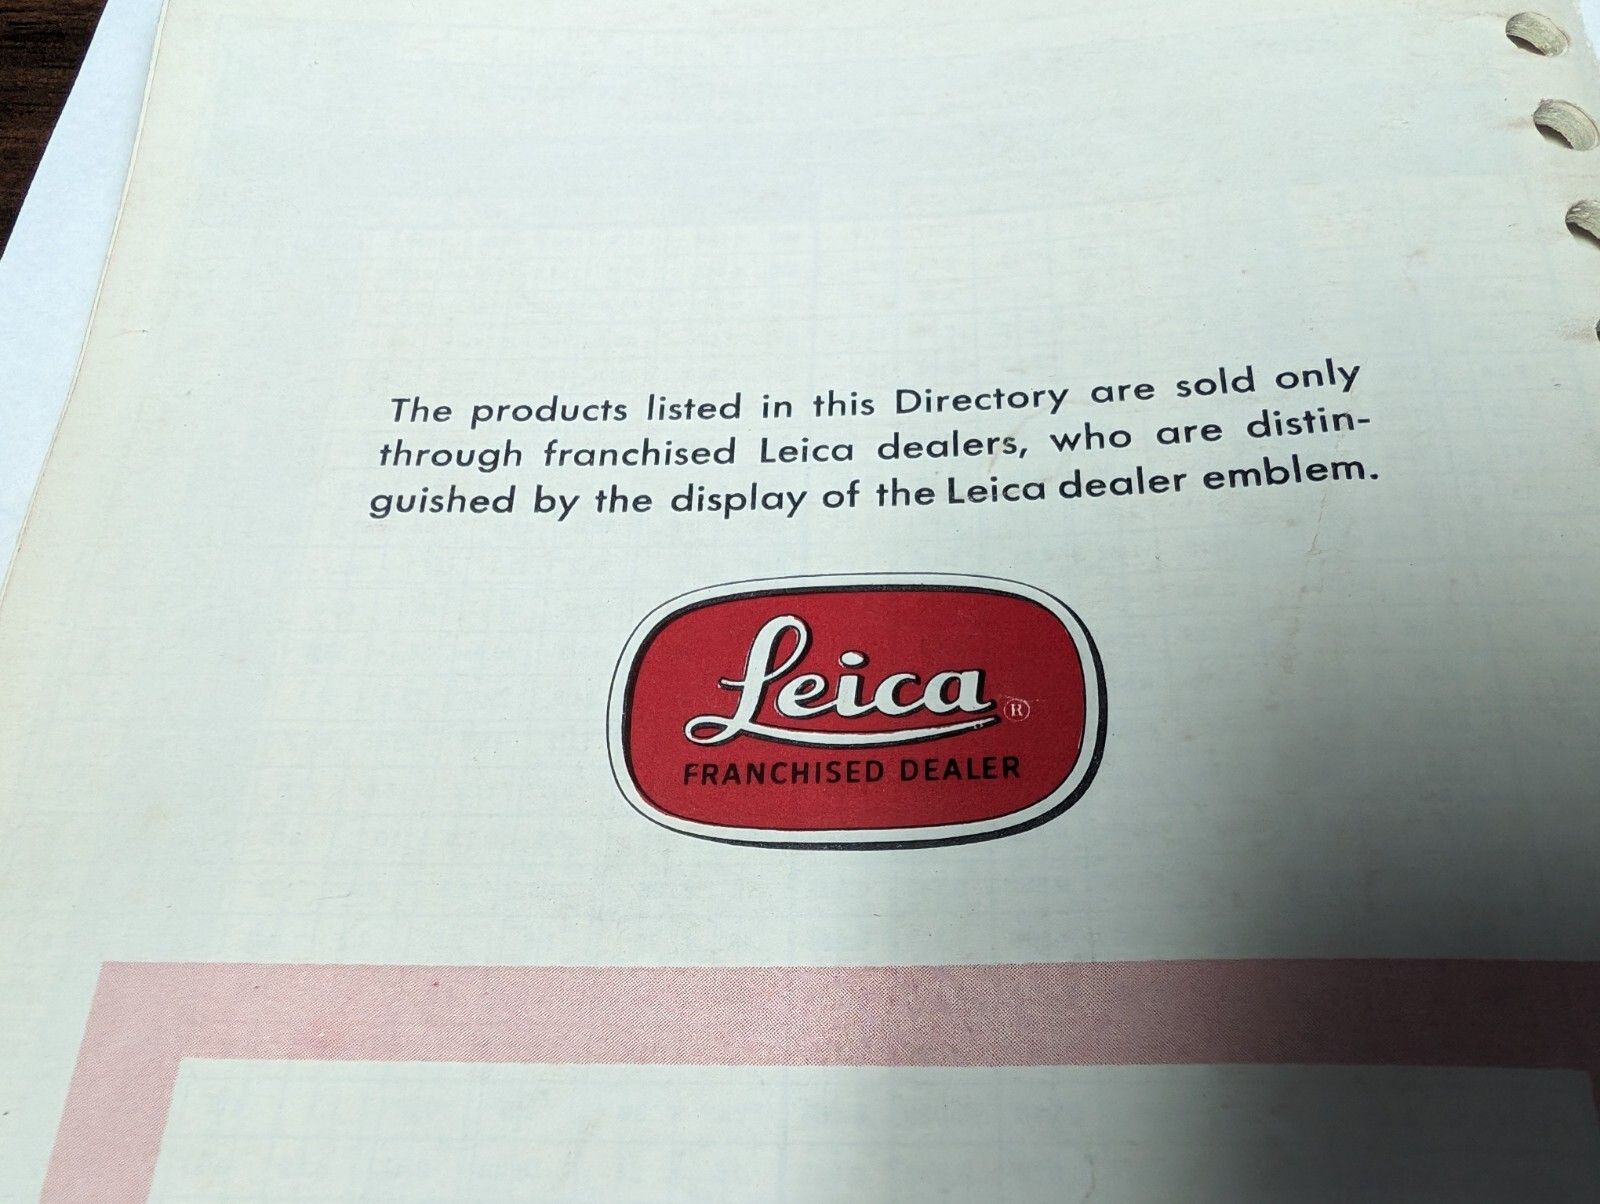 The products listed in this Directory are sold only
through franchised Leica dealers, who are distin-
guished by the display of the Leica dealer emblem.
Leica ®
FRANCHISED DEALER